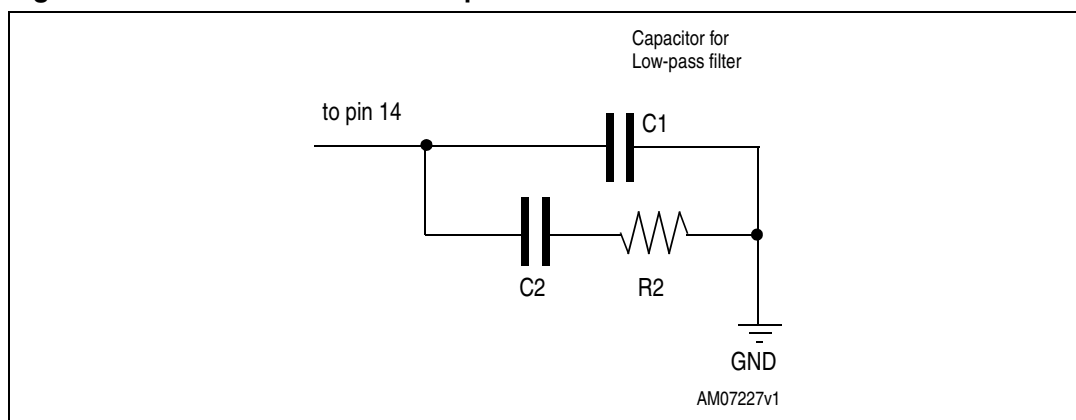 Capacitor for
Low-pass filter
to pin 14
C1
C2
R2
GND
AM07227v1